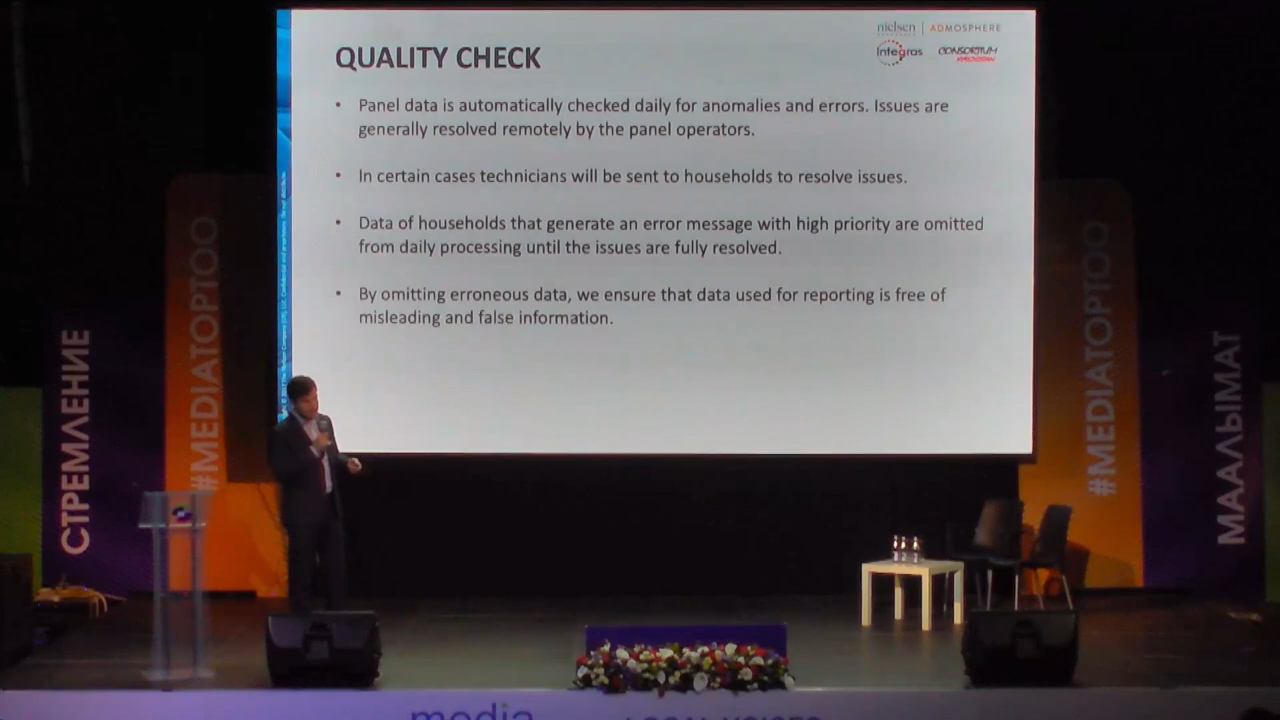 nielsen | ADMOSPHERE
Integras CONSORTIUM
KYRGYZSTAN
QUALITY CHECK
• Panel data is automatically checked daily for anomalies and errors. Issues are
generally resolved remotely by the panel operators.
• In certain cases technicians will be sent to households to resolve issues.
• Data of households that generate an error message with high priority are omitted
from daily processing until the issues are fully resolved.
• By omitting erroneous data, we ensure that data used for reporting is free of
misleading and false information.
СТРЕМЛЕНИЕ
#MEDIATOPTOO
#MEDIATOPTOO
МААЛЫМАТ
media